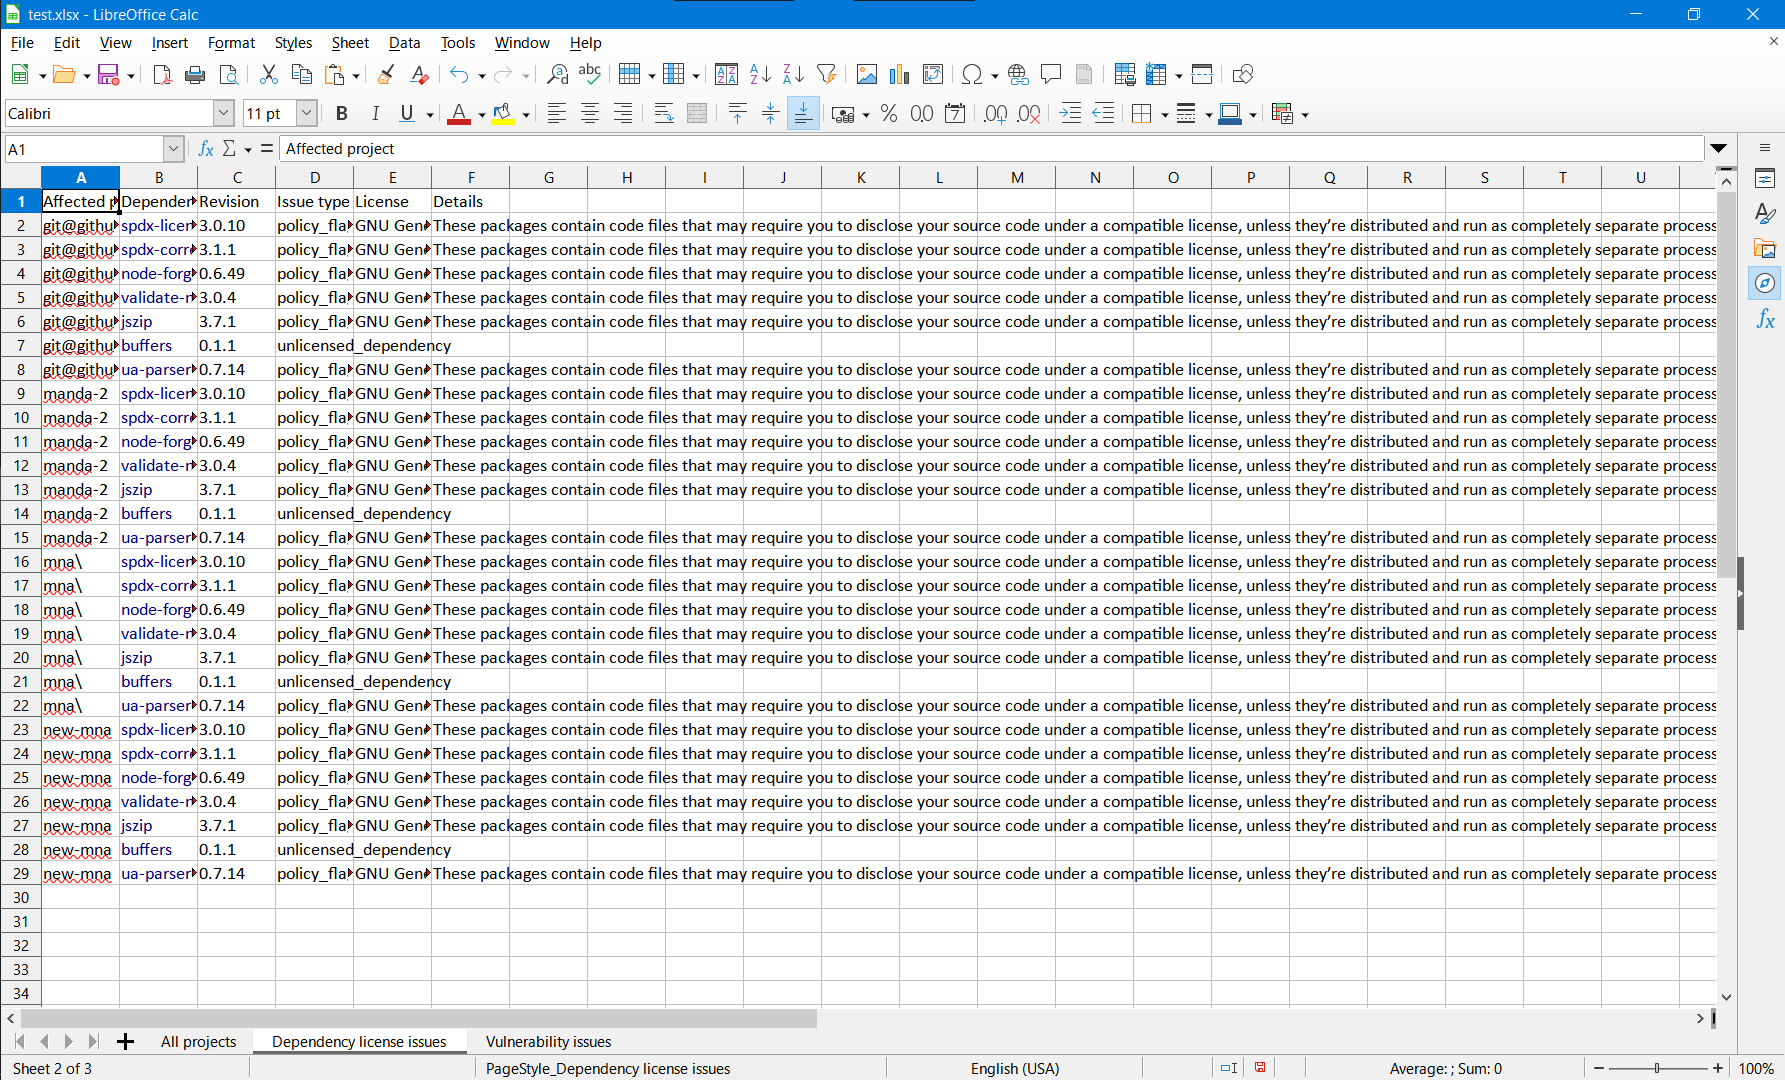 test.xlsx - LibreOffice Calc
File Edit View Insert Format Styles Sheet Data Tools Window Help
Calibri 11 pt
A1 Affected project
A B C D E F G H I J K L M N O P Q R S T U
1 Affected p Depender Revision Issue type License Details
2 git@githu spdx-licer 3.0.10 policy_fla GNU Gene These packages contain code files that may require you to disclose your source code under a compatible license, unless they're distributed and run as completely separate process
3 git@githu spdx-corr 3.1.1 policy_fla GNU Gene These packages contain code files that may require you to disclose your source code under a compatible license, unless they're distributed and run as completely separate process
4 git@githu node-forg 0.6.49 policy_fla GNU Gene These packages contain code files that may require you to disclose your source code under a compatible license, unless they're distributed and run as completely separate process
5 git@githu validate-r 3.0.4 policy_fla GNU Gene These packages contain code files that may require you to disclose your source code under a compatible license, unless they're distributed and run as completely separate process
6 git@githu jszip 3.7.1 policy_fla GNU Gene These packages contain code files that may require you to disclose your source code under a compatible license, unless they're distributed and run as completely separate process
7 git@githu buffers 0.1.1 unlicensed_dependency
8 git@githu ua-parser 0.7.14 policy_fla GNU Gene These packages contain code files that may require you to disclose your source code under a compatible license, unless they're distributed and run as completely separate process
9 manda-2 spdx-licer 3.0.10 policy_fla GNU Gene These packages contain code files that may require you to disclose your source code under a compatible license, unless they're distributed and run as completely separate process
10 manda-2 spdx-corr 3.1.1 policy_fla GNU Gene These packages contain code files that may require you to disclose your source code under a compatible license, unless they're distributed and run as completely separate process
11 manda-2 node-forg 0.6.49 policy_fla GNU Gene These packages contain code files that may require you to disclose your source code under a compatible license, unless they're distributed and run as completely separate process
12 manda-2 validate-r 3.0.4 policy_fla GNU Gene These packages contain code files that may require you to disclose your source code under a compatible license, unless they're distributed and run as completely separate process
13 manda-2 jszip 3.7.1 policy_fla GNU Gene These packages contain code files that may require you to disclose your source code under a compatible license, unless they're distributed and run as completely separate process
14 manda-2 buffers 0.1.1 unlicensed_dependency
15 manda-2 ua-parser 0.7.14 policy_fla GNU Gene These packages contain code files that may require you to disclose your source code under a compatible license, unless they're distributed and run as completely separate process
16 mna\ spdx-licer 3.0.10 policy_fla GNU Gene These packages contain code files that may require you to disclose your source code under a compatible license, unless they're distributed and run as completely separate process
17 mna\ spdx-corr 3.1.1 policy_fla GNU Gene These packages contain code files that may require you to disclose your source code under a compatible license, unless they're distributed and run as completely separate process
18 mna\ node-forg 0.6.49 policy_fla GNU Gene These packages contain code files that may require you to disclose your source code under a compatible license, unless they're distributed and run as completely separate process
19 mna\ validate-r 3.0.4 policy_fla GNU Gene These packages contain code files that may require you to disclose your source code under a compatible license, unless they're distributed and run as completely separate process
20 mna\ jszip 3.7.1 policy_fla GNU Gene These packages contain code files that may require you to disclose your source code under a compatible license, unless they're distributed and run as completely separate process
21 mna\ buffers 0.1.1 unlicensed_dependency
22 mna\ ua-parser 0.7.14 policy_fla GNU Gene These packages contain code files that may require you to disclose your source code under a compatible license, unless they're distributed and run as completely separate process
23 new-mna spdx-licer 3.0.10 policy_fla GNU Gene These packages contain code files that may require you to disclose your source code under a compatible license, unless they're distributed and run as completely separate process
24 new-mna spdx-corr 3.1.1 policy_fla GNU Gene These packages contain code files that may require you to disclose your source code under a compatible license, unless they're distributed and run as completely separate process
25 new-mna node-forg 0.6.49 policy_fla GNU Gene These packages contain code files that may require you to disclose your source code under a compatible license, unless they're distributed and run as completely separate process
26 new-mna validate-r 3.0.4 policy_fla GNU Gene These packages contain code files that may require you to disclose your source code under a compatible license, unless they're distributed and run as completely separate process
27 new-mna jszip 3.7.1 policy_fla GNU Gene These packages contain code files that may require you to disclose your source code under a compatible license, unless they're distributed and run as completely separate process
28 new-mna buffers 0.1.1 unlicensed_dependency
29 new-mna ua-parser 0.7.14 policy_fla GNU Gene These packages contain code files that may require you to disclose your source code under a compatible license, unless they're distributed and run as completely separate process
30
31
32
33
34
All projects Dependency license issues Vulnerability issues
Sheet 2 of 3 PageStyle_Dependency license issues English (USA) Average: ; Sum: 0 100%